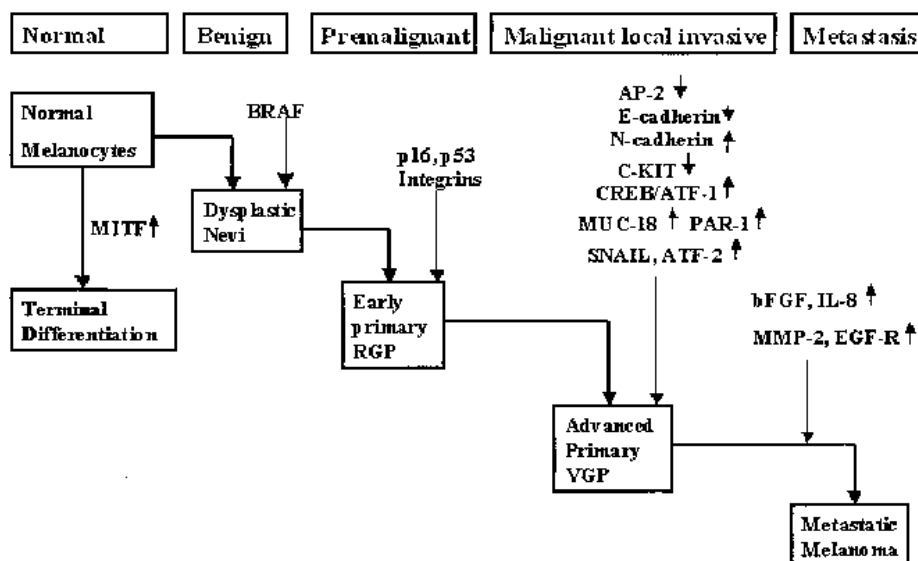 Normal
Benign
Premalignant
Malignant local invasive
Metastasis
Normal
Melanocytes
MITF↑
Terminal
Differentiation
BRAF
Dysplastic
Nevi
p16, p53
Integrins
Early
primary
RGP
AP-2 ↓
E-cadherin↓
N-cadherin ↑
C-KIT ↓
CREB/ATF-1 ↑
MUC-18 ↑ PAR-1 ↑
SNAIL, ATF-2 ↑
Advanced
Primary
VGP
bFGF, IL-8 ↑
MMP-2, EGF-R ↑
Metastatic
Melanoma